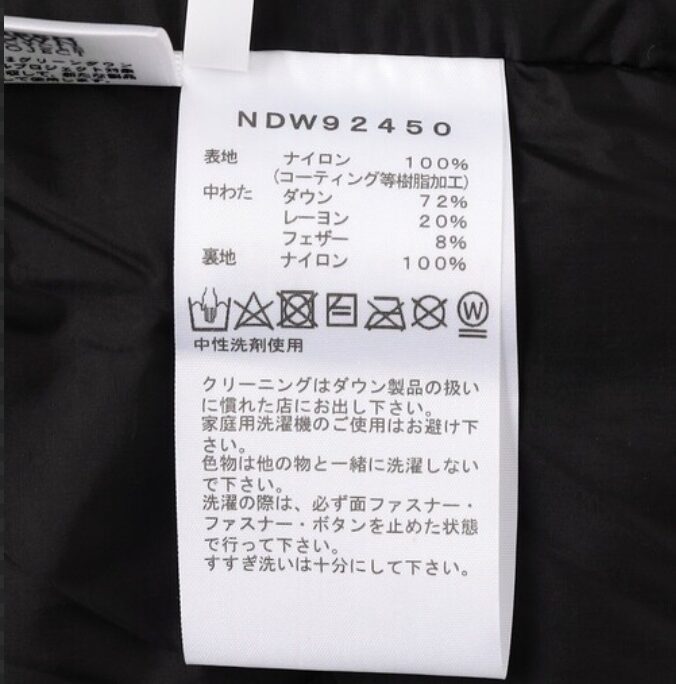 NDW92450
表地 ナイロン 100%
(コーティング等樹脂加工)
中わた ダウン 72%
レーヨン 20%
フェザー 8%
裏地 ナイロン 100%
W
中性洗剤使用
クリーニングはダウン製品の扱い
に慣れた店にお出し下さい。
家庭用洗濯機のご使用はお避け下
さい。
色物は他の物と一緒に洗濯しない
で下さい。
洗濯の際は、必ず面ファスナー・
ファスナー・ボタンを止めた状態
で行って下さい。
すすぎ洗いは十分にして下さい。